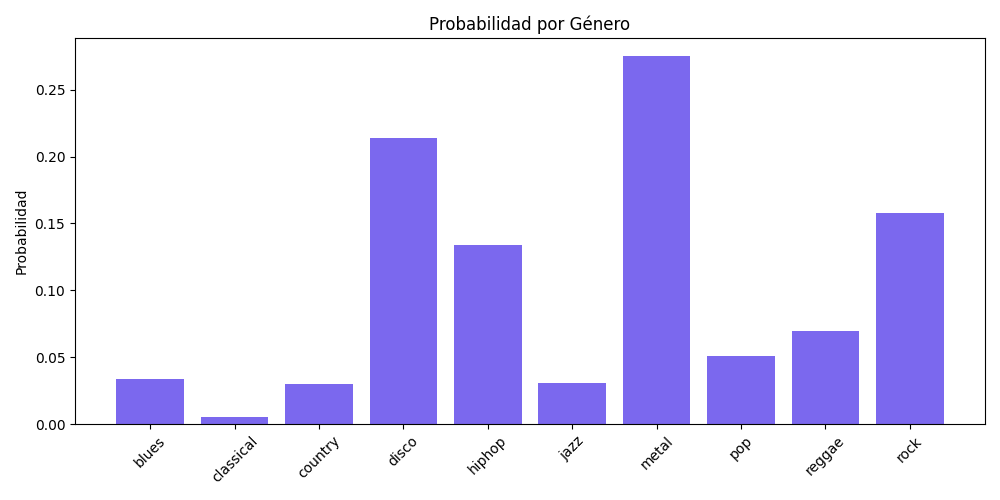 Probabilidad por Género
Probabilidad
0.25
0.20
0.15
0.10
0.05
0.00
blues
classical
country
disco
hiphop
jazz
metal
pop
reggae
rock